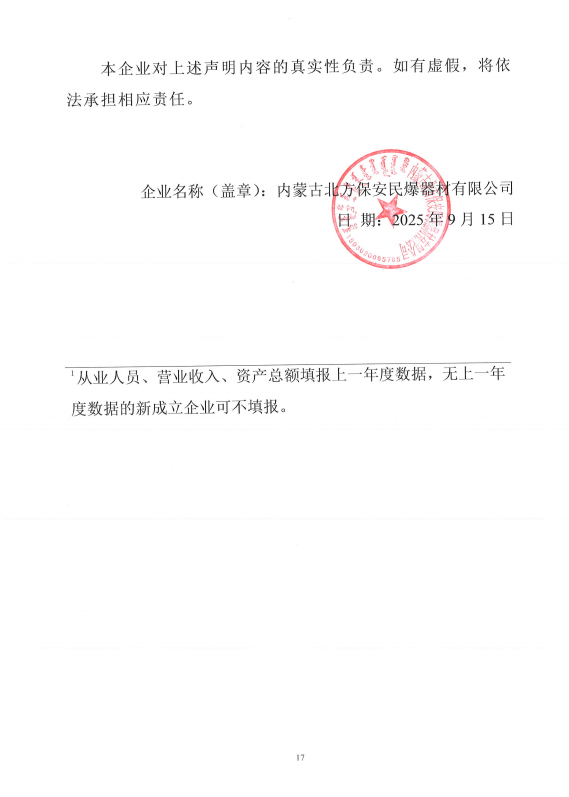 本企业对上述声明内容的真实性负责。如有虚假，将依
法承担相应责任。
企业名称（盖章）：内蒙古北方保安民爆器材有限公司
日 期：2025 年 9 月 15 日
1从业人员、营业收入、资产总额填报上一年度数据，无上一年
度数据的新成立企业可不填报。
17